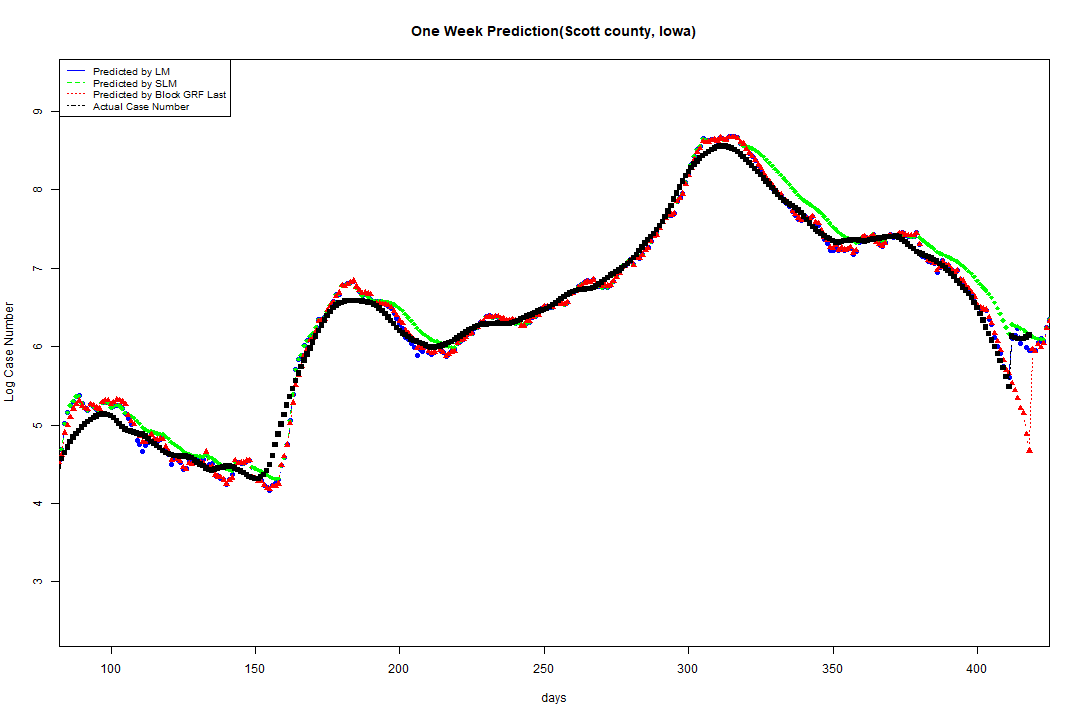 One Week Prediction(Scott county, Iowa)
Predicted by LM
Predicted by SLM
Predicted by Block GRF Last
Actual Case Number
9
8
7
6
5
4
3
Log Case Number
100 150 200 250 300 350 400
days